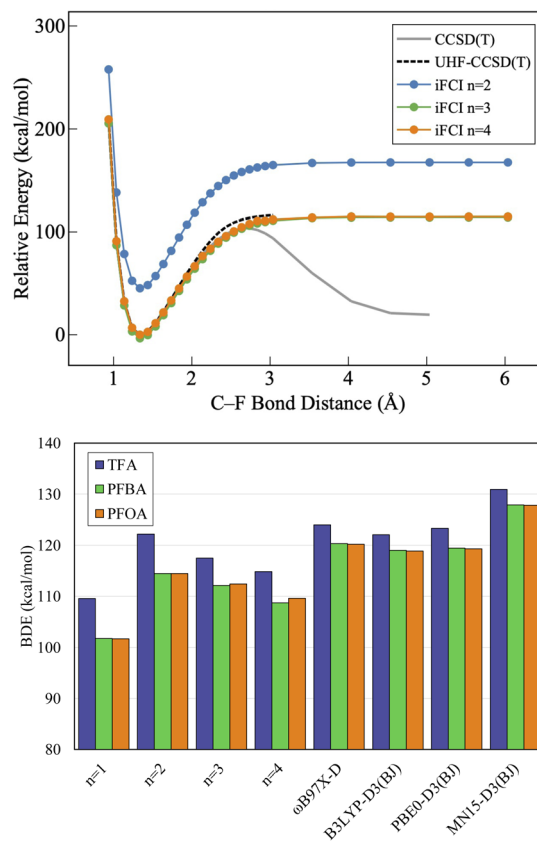 CCSD(T)
UHF-CCSD(T)
iFCI n=2
iFCI n=3
iFCI n=4
Relative Energy (kcal/mol)
300
200
100
0
1 2 3 4 5 6
C–F Bond Distance (Å)
TFA
PFBA
PFOA
BDE (kcal/mol)
140
130
120
110
100
90
80
n=1 n=2 n=3 n=4 ωB97X-D B3LYP-D3(BJ) PBE0-D3(BJ) MN15-D3(BJ)